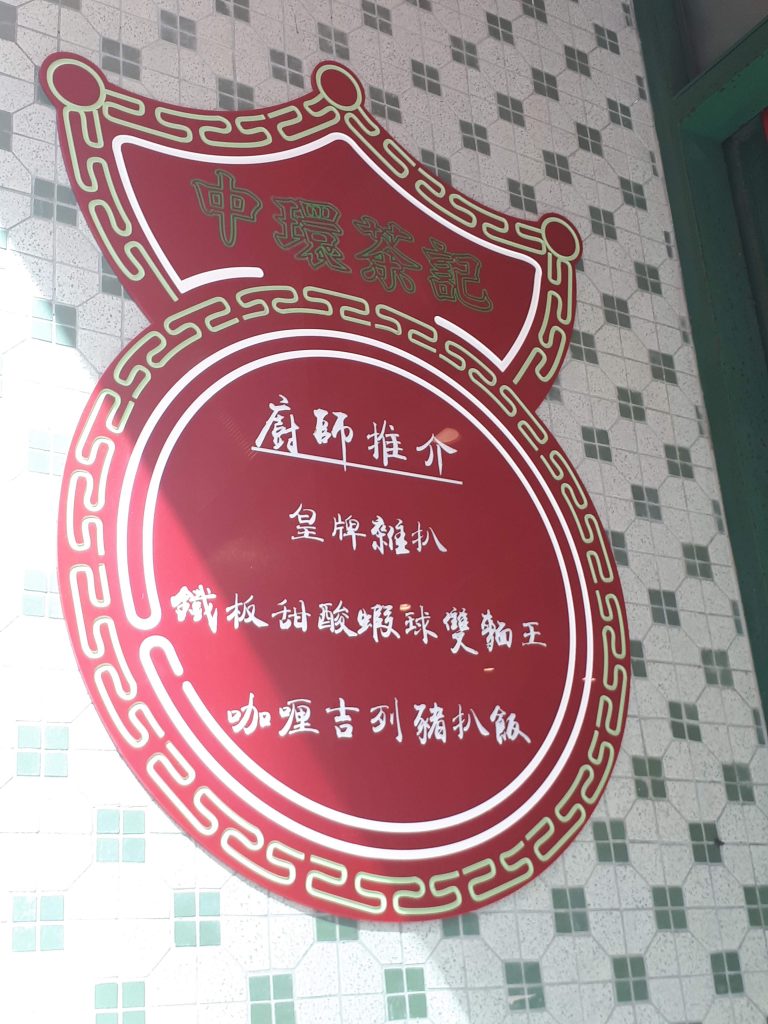 中環茶記
廚師推介
皇牌雜扒
鐵板甜酸蝦球雙麵王
咖喱吉列豬扒飯